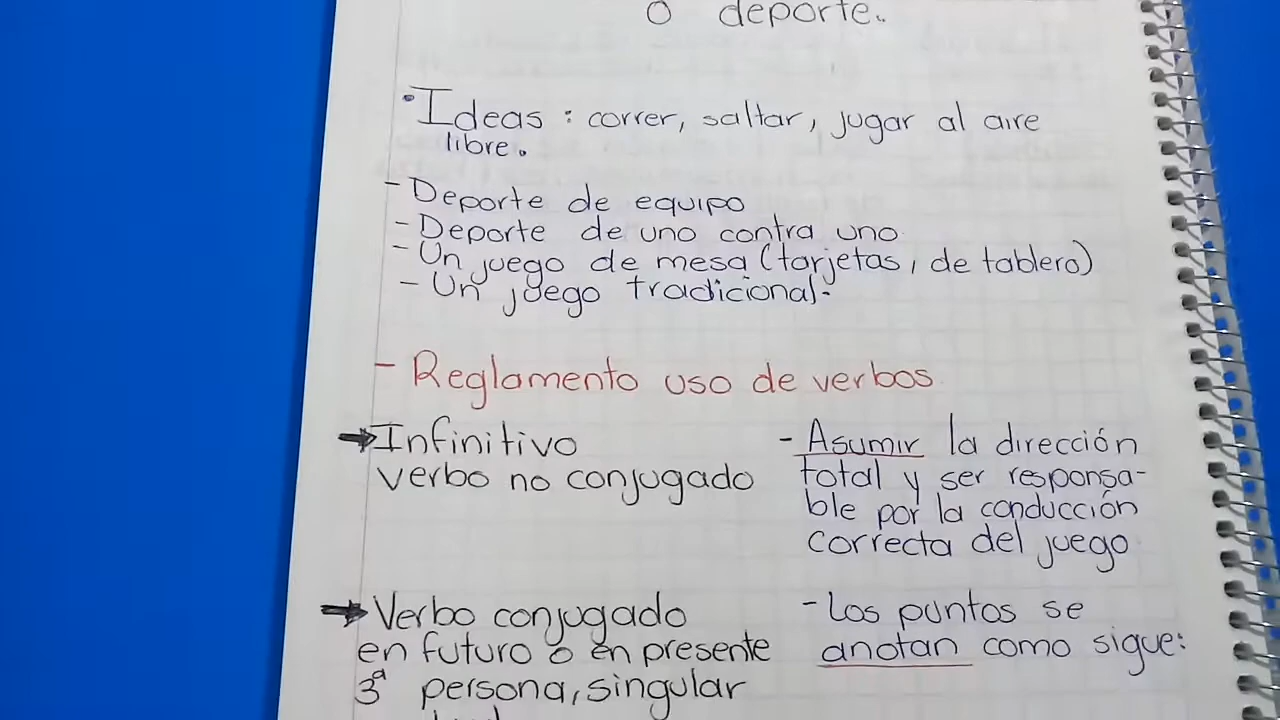 o deporte.
• Ideas : correr, saltar, jugar al aire
libre.
- Deporte de equipo
- Deporte de uno contra uno
- Un juego de mesa (tarjetas, de tablero)
- Un juego tradicional.
- Reglamento uso de verbos
→ Infinitivo
verbo no conjugado
- Asumir la dirección
total y ser responsa-
ble por la conducción
correcta del juego
→ Verbo conjugado
en futuro o en presente
3ª persona, singular
- Los puntos se
anotan como sigue: